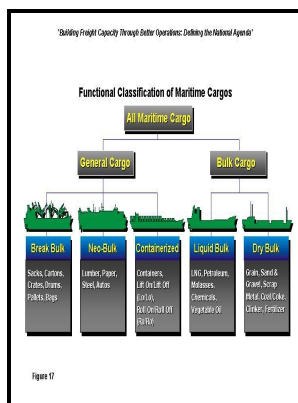 "Building Freight Capacity Through Better Operations: Defining the National Agenda"
Functional Classification of Maritime Cargos
All Maritime Cargo
General Cargo
Bulk Cargo
Break Bulk
Sacks, Cartons,
Crates, Drums,
Pallets, Bags
Neo-Bulk
Lumber, Paper,
Steel, Autos
Containerized
Containers,
Lift On/Lift Off
(Lo/Lo),
Roll On/Roll Off
(Ro/Ro)
Liquid Bulk
LNG, Petroleum,
Molasses,
Chemicals,
Vegetable Oil
Dry Bulk
Grain, Sand &
Gravel, Scrap
Metal, Coal/Coke,
Clinker, Fertilizer
Figure 17